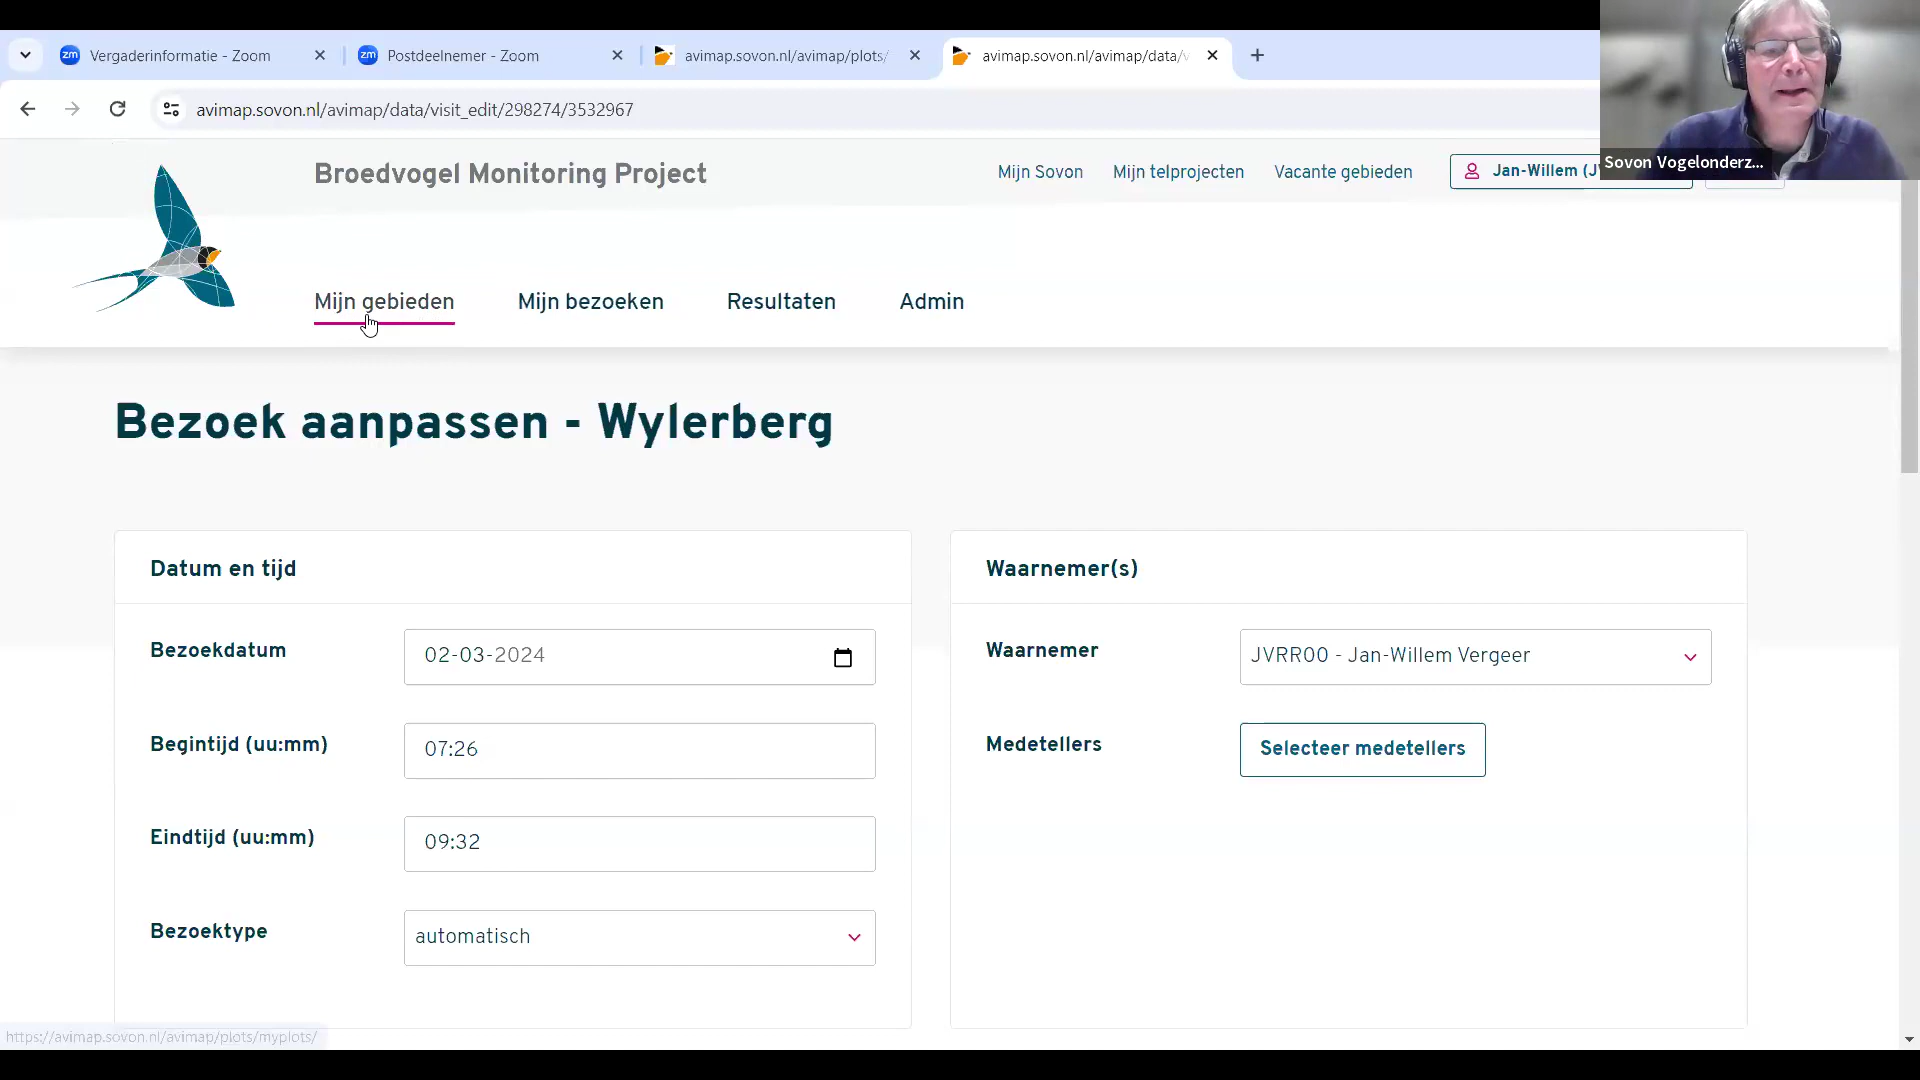 Vergaderinformatie - Zoom
Postdeelnemer - Zoom
avimap.sovon.nl/avimap/plots/
avimap.sovon.nl/avimap/data/v
avimap.sovon.nl/avimap/data/visit_edit/298274/3532967
Sovon Vogelonderz...
Broedvogel Monitoring Project
Mijn Sovon
Mijn telprojecten
Vacante gebieden
Jan-Willem (J
Mijn gebieden
Mijn bezoeken
Resultaten
Admin
Bezoek aanpassen - Wylerberg
Datum en tijd
Bezoekdatum
02-03-2024
Begintijd (uu:mm)
07:26
Eindtijd (uu:mm)
09:32
Bezoektype
automatisch
Waarnemer(s)
Waarnemer
JVRR00 - Jan-Willem Vergeer
Medetellers
Selecteer medetellers
https://avimap.sovon.nl/avimap/plots/myplots/